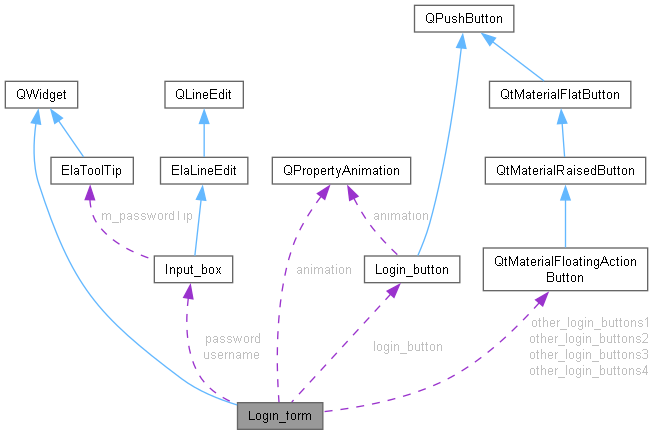 QPushButton
QWidget
QLineEdit
QtMaterialFlatButton
ElaToolTip
ElaLineEdit
QPropertyAnimation
QtMaterialRaisedButton
m_passwordTip
animation
Input_box
animation
Login_button
QtMaterialFloatingAction
Button
password
username
login_button
other_login_buttons1
other_login_buttons2
other_login_buttons3
other_login_buttons4
Login_form